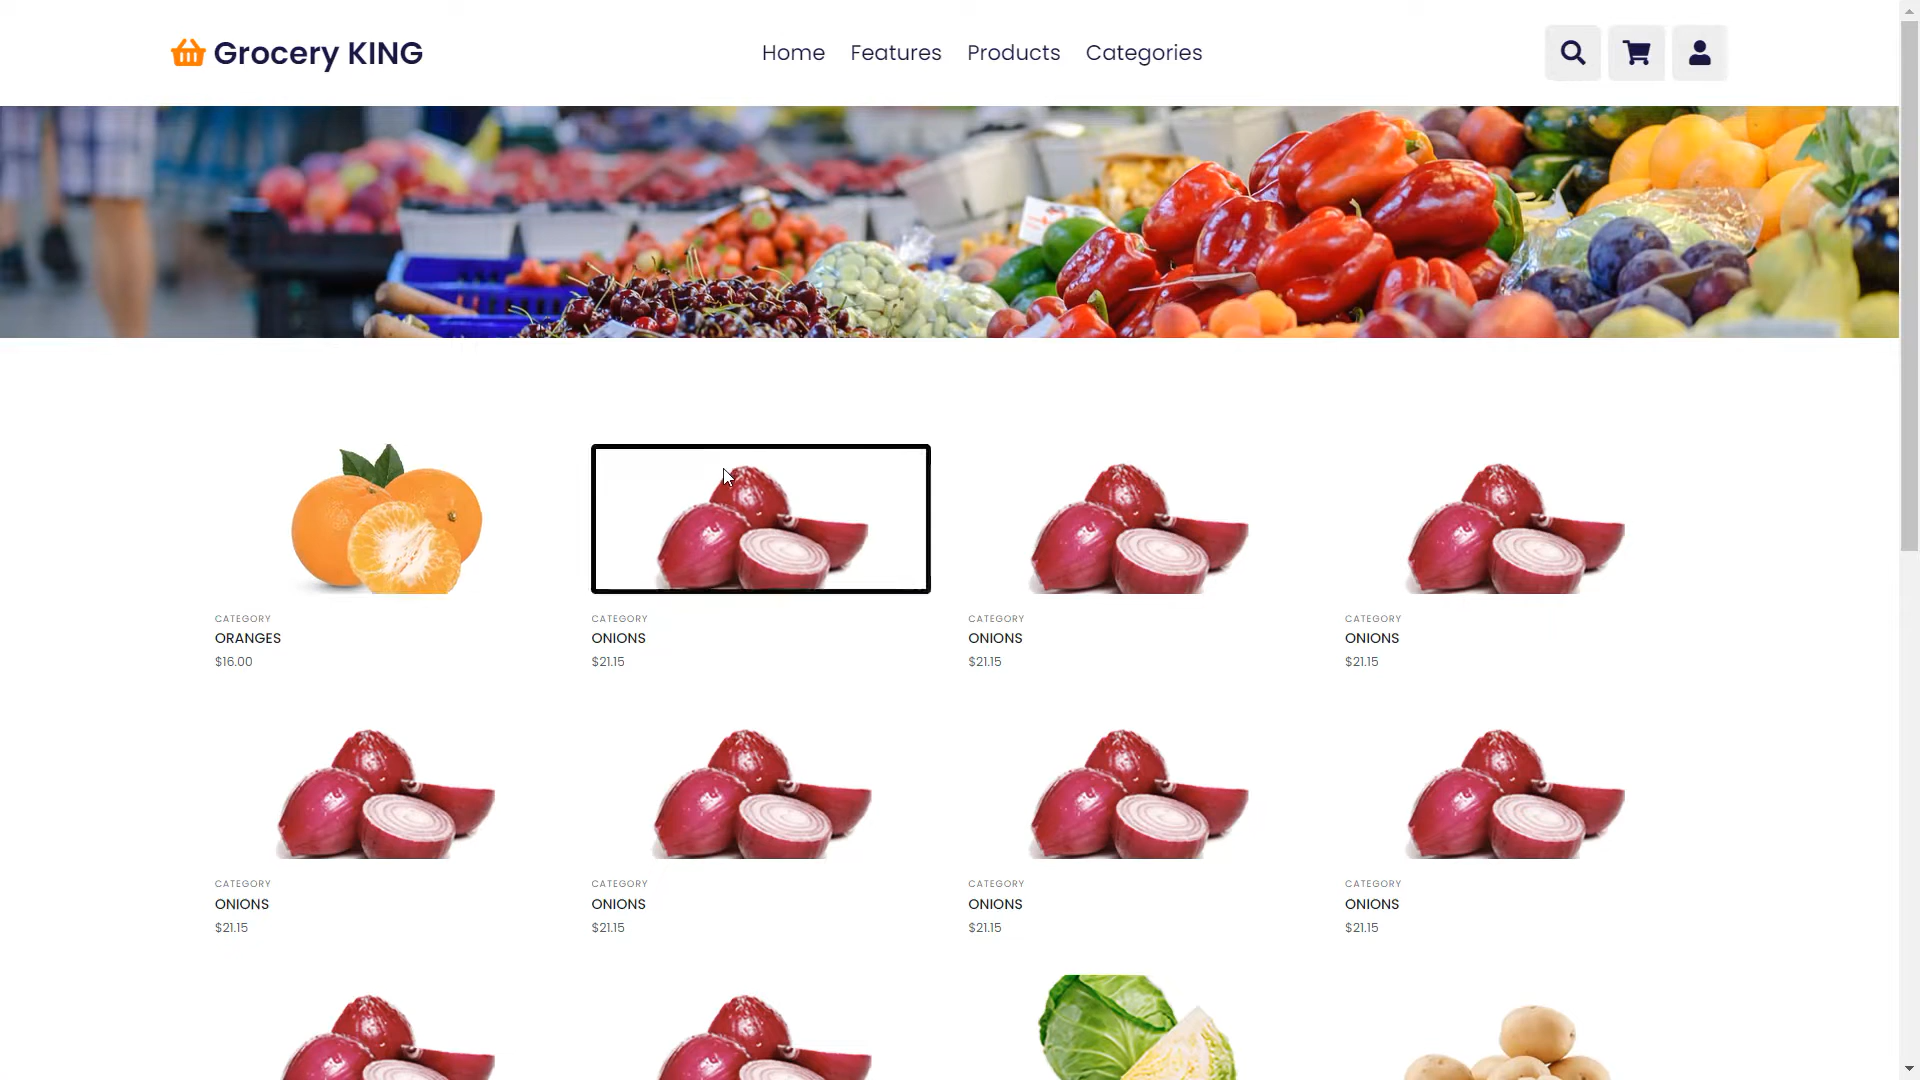 Grocery KING
Home Features Products Categories
CATEGORY CATEGORY CATEGORY CATEGORY
ORANGES ONIONS ONIONS ONIONS
$16.00 $21.15 $21.15 $21.15
CATEGORY CATEGORY CATEGORY CATEGORY
ONIONS ONIONS ONIONS ONIONS
$21.15 $21.15 $21.15 $21.15